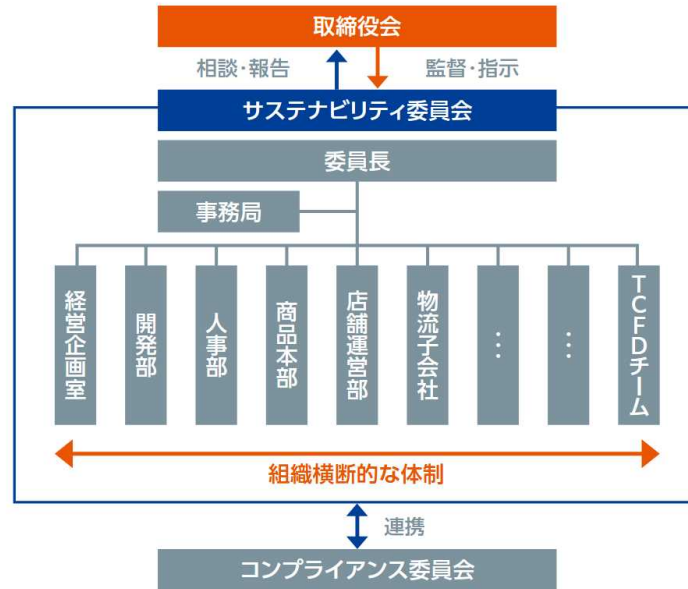 取締役会
相談・報告
監督・指示
サステナビリティ委員会
委員長
事務局
経営企画室
開発部
人事部
商品本部
店舗運営部
物流子会社
…
…
TCFDチーム
組織横断的な体制
連携
コンプライアンス委員会